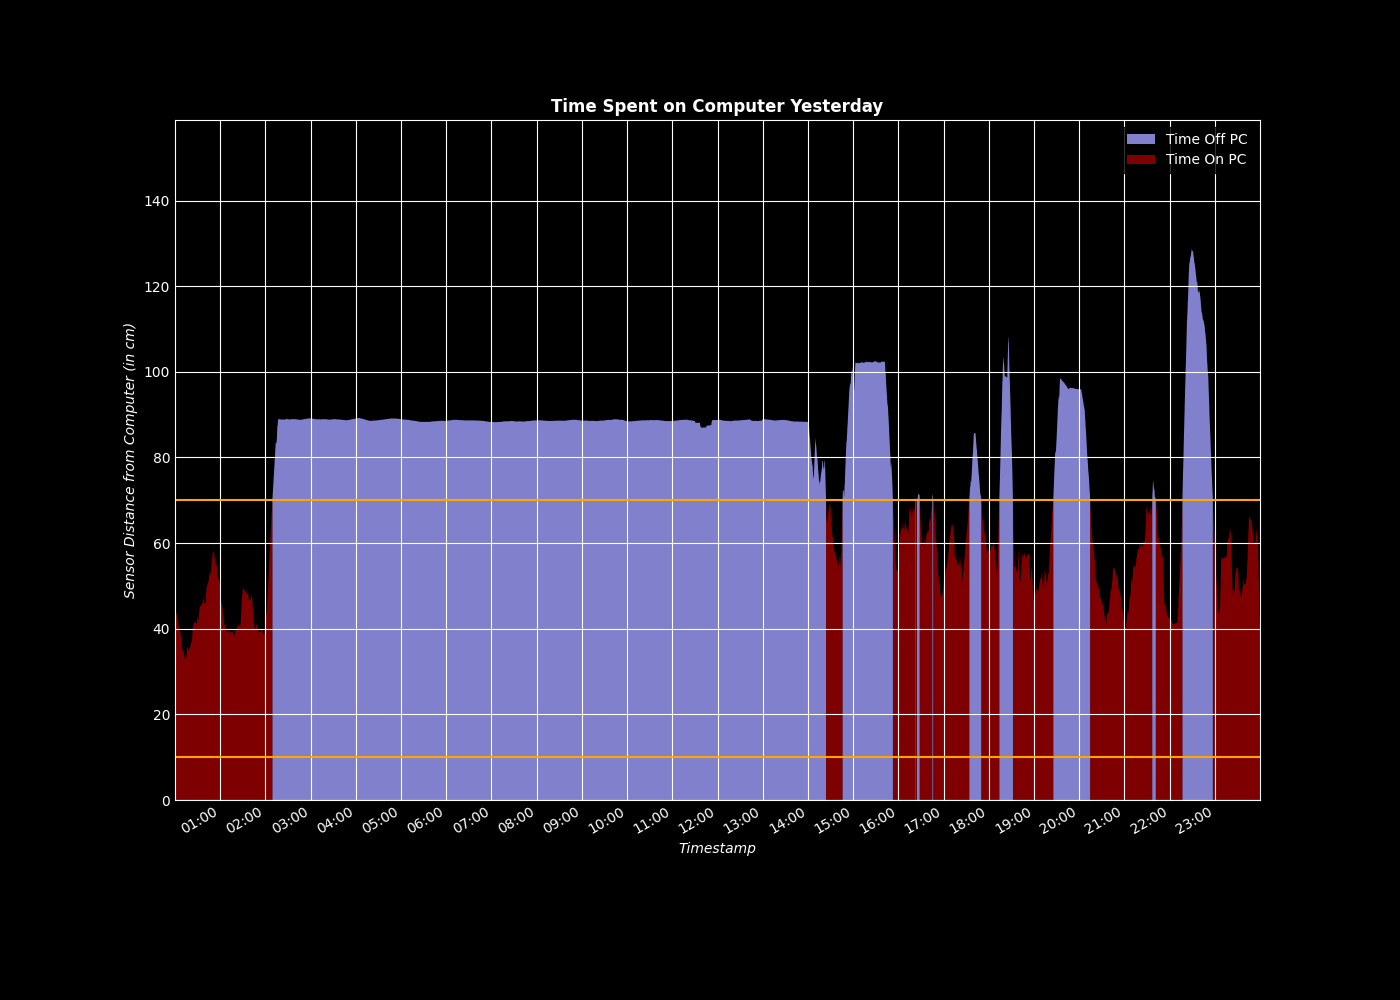 Time Spent on Computer Yesterday
Time Off PC
Time On PC
140
120
100
80
60
40
20
0
Sensor Distance from Computer (in cm)
01:00 02:00 03:00 04:00 05:00 06:00 07:00 08:00 09:00 10:00 11:00 12:00 13:00 14:00 15:00 16:00 17:00 18:00 19:00 20:00 21:00 22:00 23:00
Timestamp